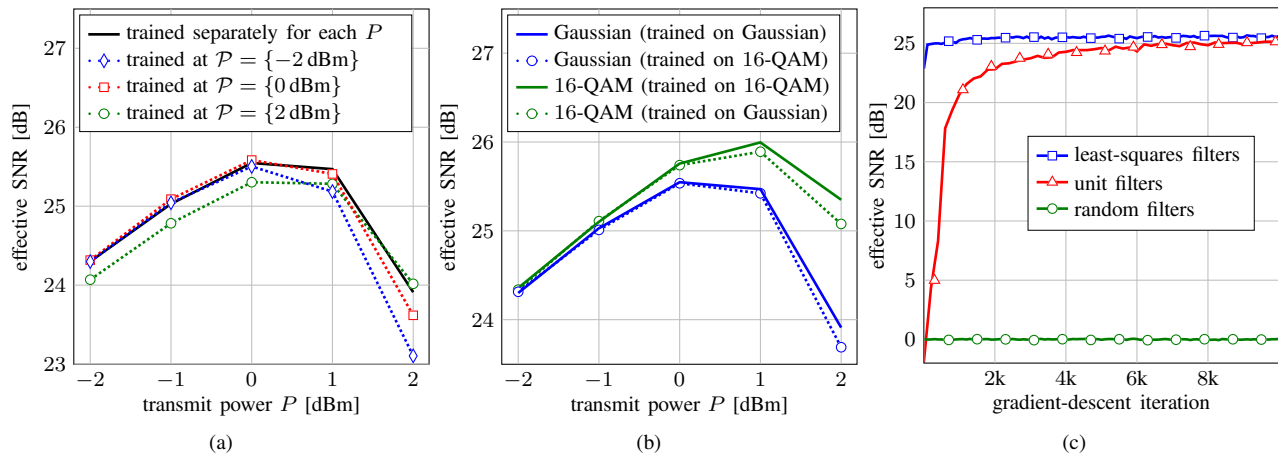 27
26
25
24
23
−2
−1
0
1
2
effective SNR [dB]
transmit power P [dBm]
trained separately for each P
trained at P = {−2 dBm}
trained at P = {0 dBm}
trained at P = {2 dBm}
(a)
27
26
25
24
−2
−1
0
1
2
effective SNR [dB]
transmit power P [dBm]
Gaussian (trained on Gaussian)
Gaussian (trained on 16-QAM)
16-QAM (trained on 16-QAM)
16-QAM (trained on Gaussian)
(b)
25
20
15
10
5
0
2k
4k
6k
8k
effective SNR [dB]
gradient-descent iteration
least-squares filters
unit filters
random filters
(c)